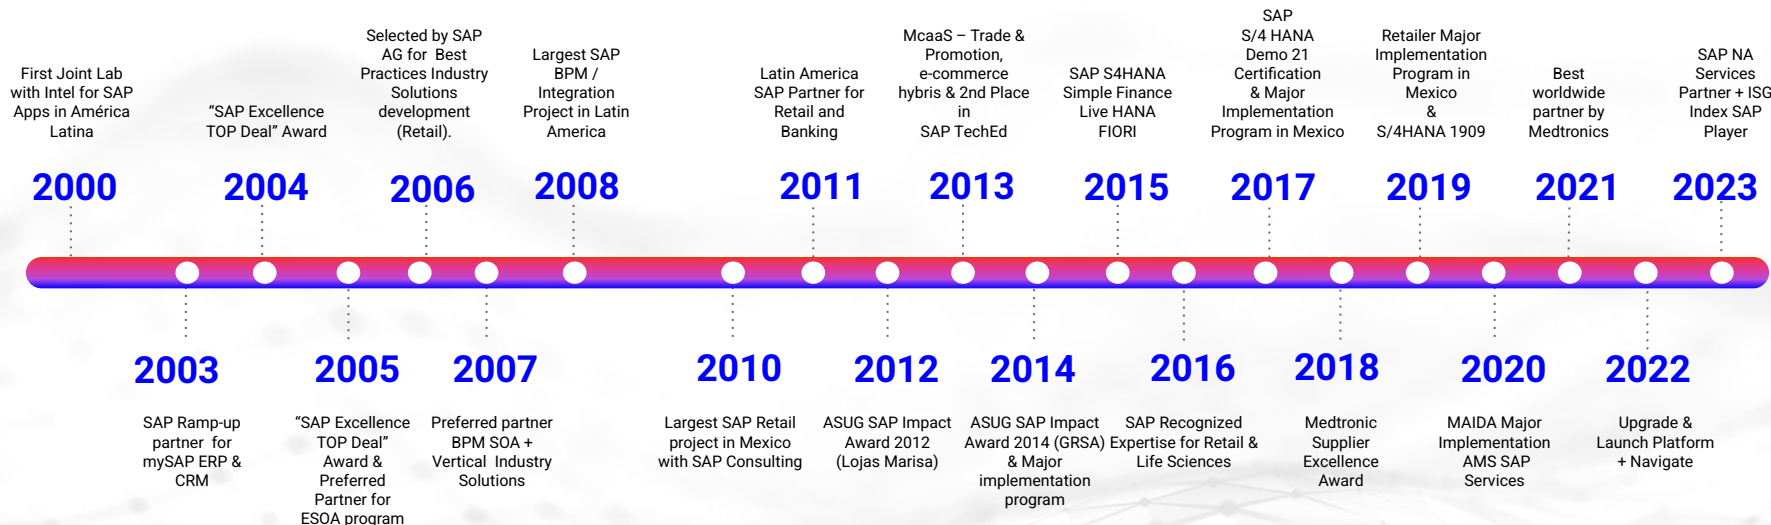 First Joint Lab
with Intel for SAP
Apps in América
Latina
2000
“SAP Excellence
TOP Deal” Award
2004
Selected by SAP
AG for Best
Practices Industry
Solutions
development
(Retail).
2006
Largest SAP
BPM /
Integration
Project in Latin
America
2008
Latin America
SAP Partner for
Retail and
Banking
2011
McaaS – Trade &
Promotion,
e-commerce
hybris & 2nd Place
in
SAP TechEd
2013
SAP S4HANA
Simple Finance
Live HANA
FIORI
2015
SAP
S/4 HANA
Demo 21
Certification
& Major
Implementation
Program in Mexico
2017
Retailer Major
Implementation
Program in
Mexico
&
S/4HANA 1909
2019
Best
worldwide
partner by
Medtronics
2021
SAP NA
Services
Partner + ISG
Index SAP
Player
2023
2003
SAP Ramp-up
partner for
mySAP ERP &
CRM
2005
“SAP Excellence
TOP Deal”
Award &
Preferred
Partner for
ESOA program
2007
Preferred partner
BPM SOA +
Vertical Industry
Solutions
2010
Largest SAP Retail
project in Mexico
with SAP Consulting
2012
ASUG SAP Impact
Award 2012
(Lojas Marisa)
2014
ASUG SAP Impact
Award 2014 (GRSA)
& Major
implementation
program
2016
SAP Recognized
Expertise for Retail &
Life Sciences
2018
Medtronic
Supplier
Excellence
Award
2020
MAIDA Major
Implementation
AMS SAP
Services
2022
Upgrade &
Launch Platform
+ Navigate